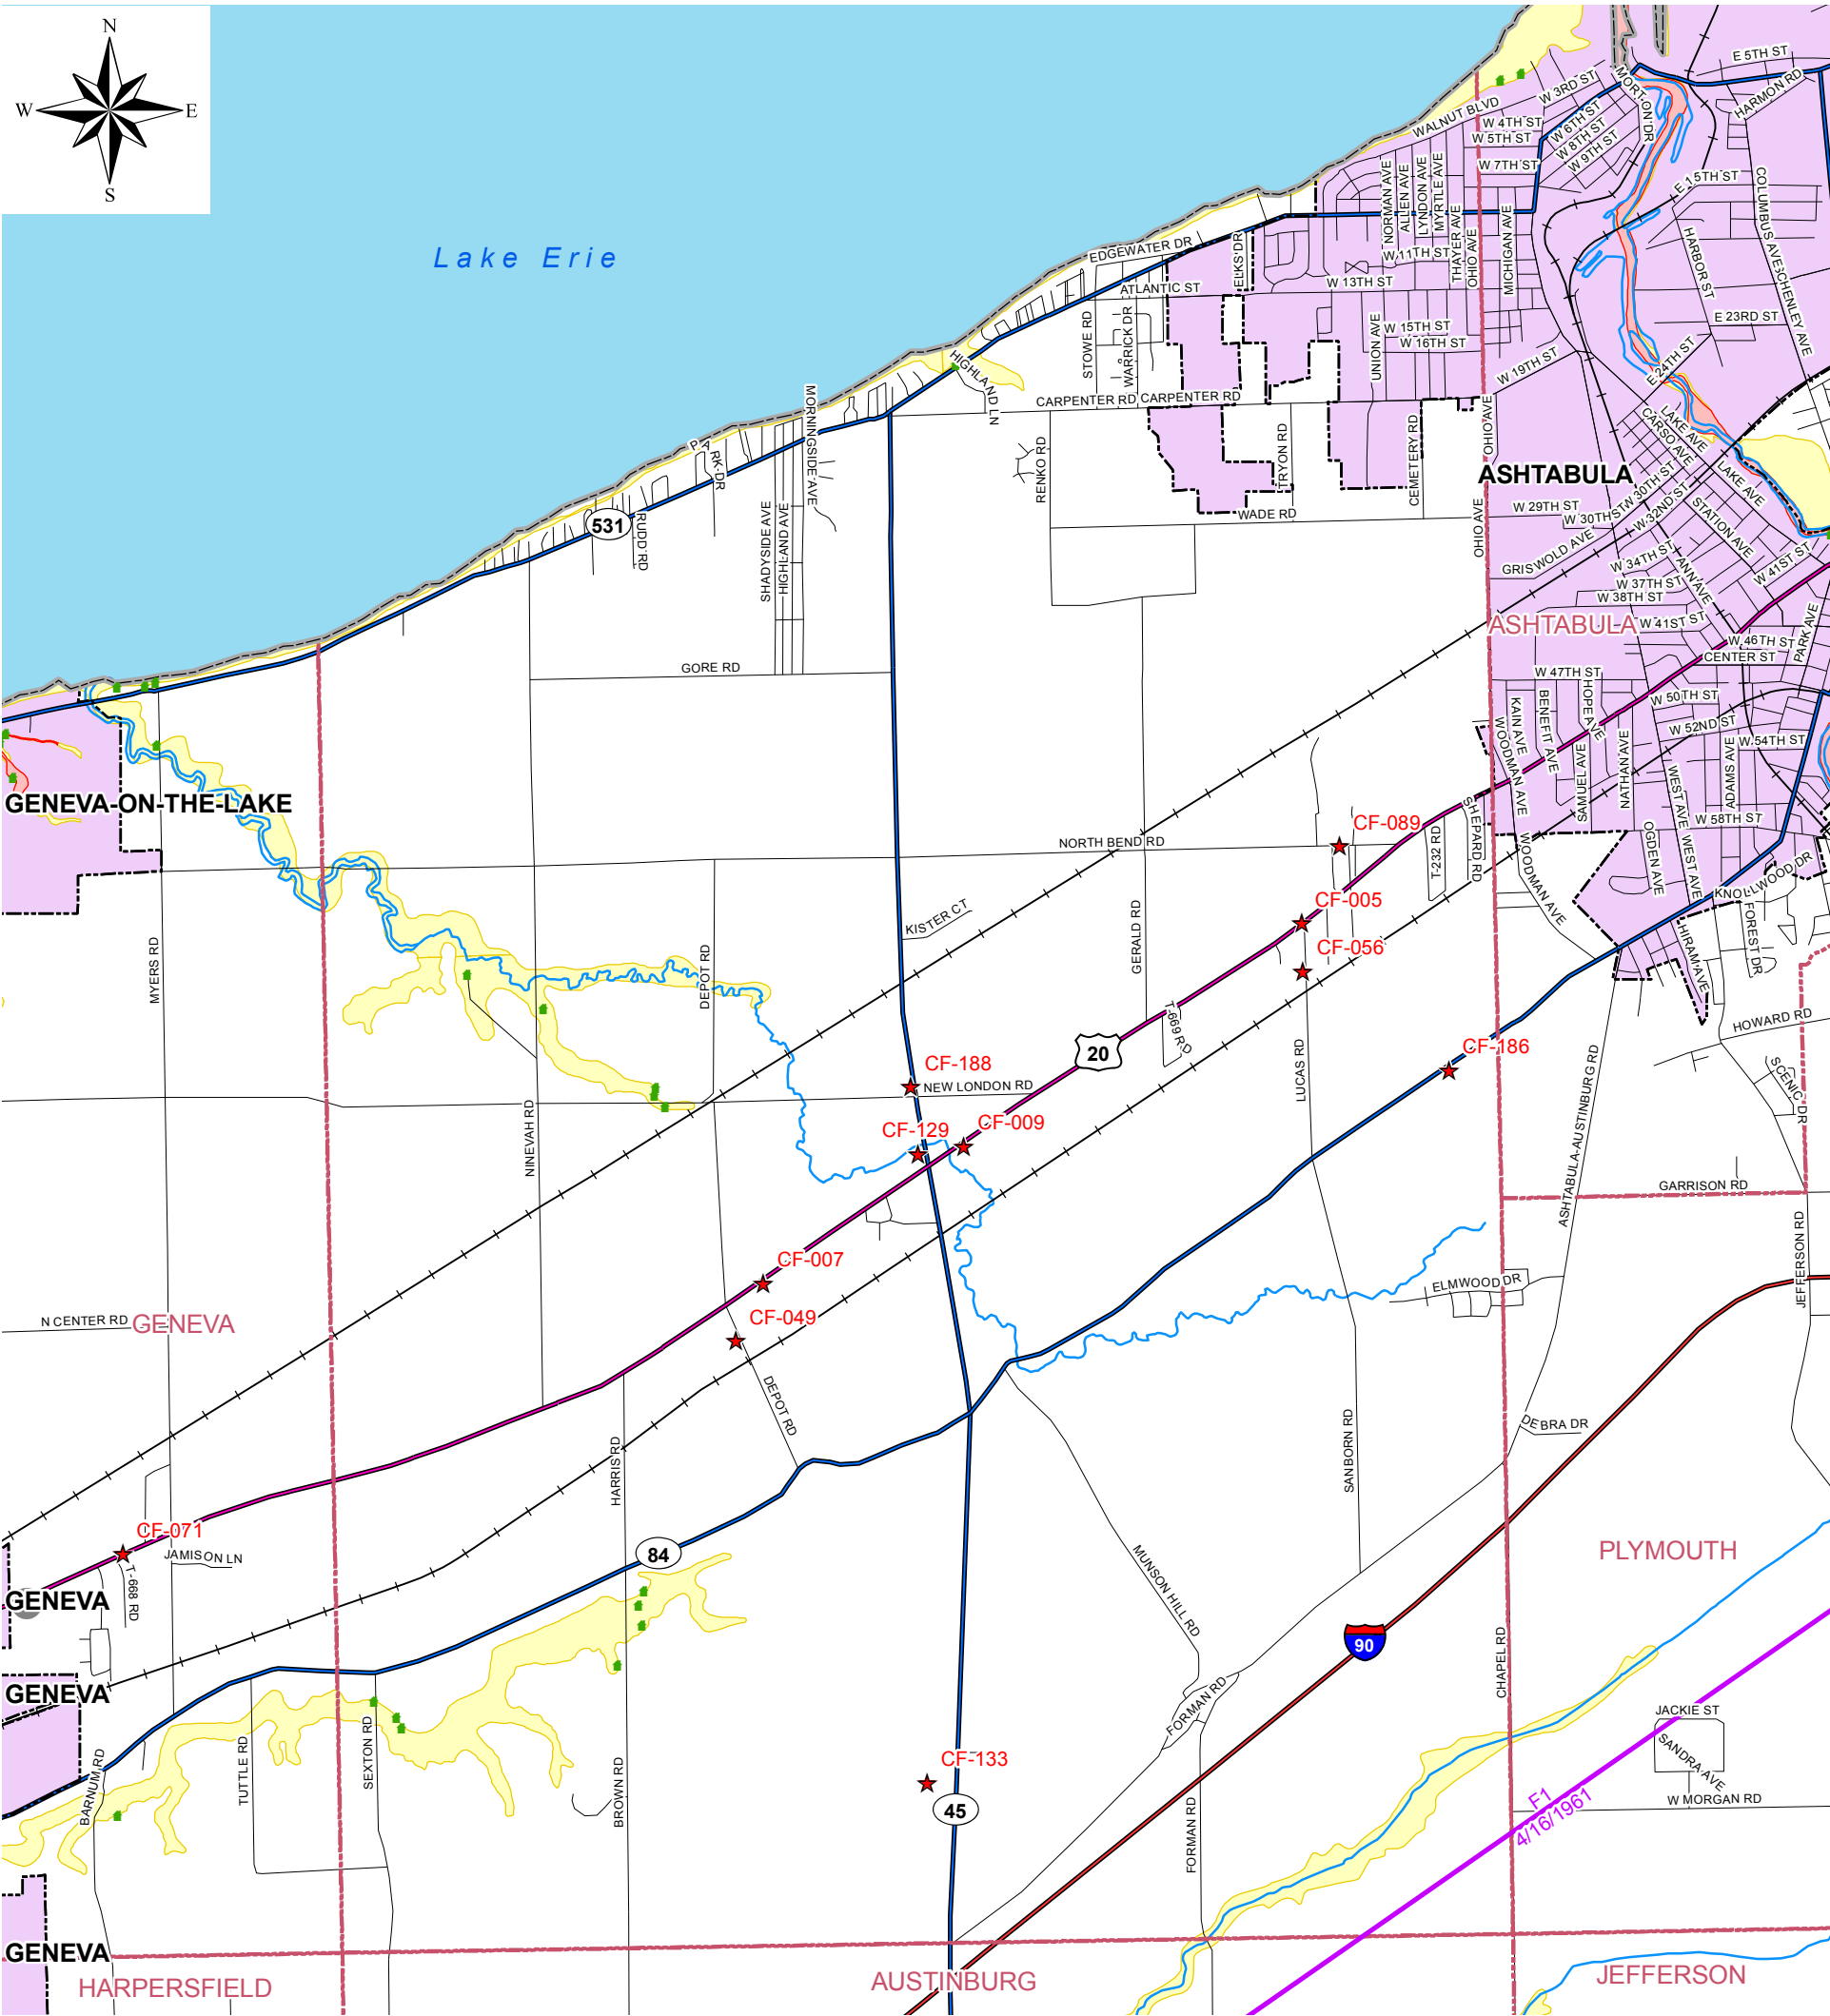 N
W
E
S
Lake Erie
E 5TH ST
HARMON RD
MORTON DR
W 3RD ST
WALNUT BLVD
W 4TH ST
W 5TH ST
W 6TH ST
W 8TH ST
W 9TH ST
W 7TH ST
E 15TH ST
COLUMBUS AVE
SCHENLEY AVE
HARBOR ST
NORMAN AVE
ALLEN AVE
LYNDON AVE
MYRTLE AVE
THAYER AVE
OHIO AVE
MICHIGAN AVE
W 11TH ST
W 13TH ST
EDGEWATER DR
ELKS DR
ATLANTIC ST
STOWE RD
WARRICK DR
UNION AVE
W 15TH ST
W 16TH ST
W 19TH ST
E 23RD ST
E 24TH ST
HIGHLAND LN
CARPENTER RD
CARPENTER RD
MORNINGSIDE AVE
PARK DR
RENKO RD
TRYON RD
CEMETERY RD
OHIO AVE
LAKE AVE
CARSO AVE
LAKE AVE
ASHTABULA
531
RUDD RD
SHADYSIDE AVE
HIGHLAND AVE
WADE RD
OHIO AVE
W 29TH ST
W 30TH ST
W 30TH ST
W 32ND ST
STATION AVE
GRISWOLD AVE
W 34TH ST
ANN AVE
W 41ST ST
W 37TH ST
W 38TH ST
ASHTABULA
W 41ST ST
W 46TH ST
PARK AVE
CENTER ST
GORE RD
W 47TH ST
HOPE AVE
W 50TH ST
KAIN AVE
BENEFIT AVE
WOODMAN AVE
W 52ND ST
W 54TH ST
SAMUEL AVE
NATHAN AVE
WEST AVE
ADAMS AVE
GENEVA-ON-THE-LAKE
CF-089
SHEPARD RD
W 58TH ST
NORTH BEND RD
T-232 RD
WOODMAN AVE
OGDEN AVE
WEST AVE
KNOLLWOOD DR
CF-005
KISTER CT
CF-056
HIRAM AVE
FOREST DR
MYERS RD
DEPOT RD
GERALD RD
T-669 RD
HOWARD RD
20
CF-186
LUCAS RD
ASHTABULA-AUSTINBURG RD
SCENIC DR
CF-188
NEW LONDON RD
NINEVAH RD
CF-129
CF-009
GARRISON RD
JEFFERSON RD
CF-007
ELMWOOD DR
CF-049
N CENTER RD
GENEVA
DEPOT RD
HARRIS RD
SANBORN RD
DEBRA DR
CF-071
JAMISON LN
T-668 RD
84
MUNSON HILL RD
PLYMOUTH
GENEVA
90
CHAPEL RD
GENEVA
FORMAN RD
JACKIE ST
SANDRA AVE
BARNUM RD
TUTTLE RD
SEXTON RD
BROWN RD
CF-133
W MORGAN RD
F1
4/16/1961
45
FORMAN RD
GENEVA
HARPERSFIELD
AUSTINBURG
JEFFERSON